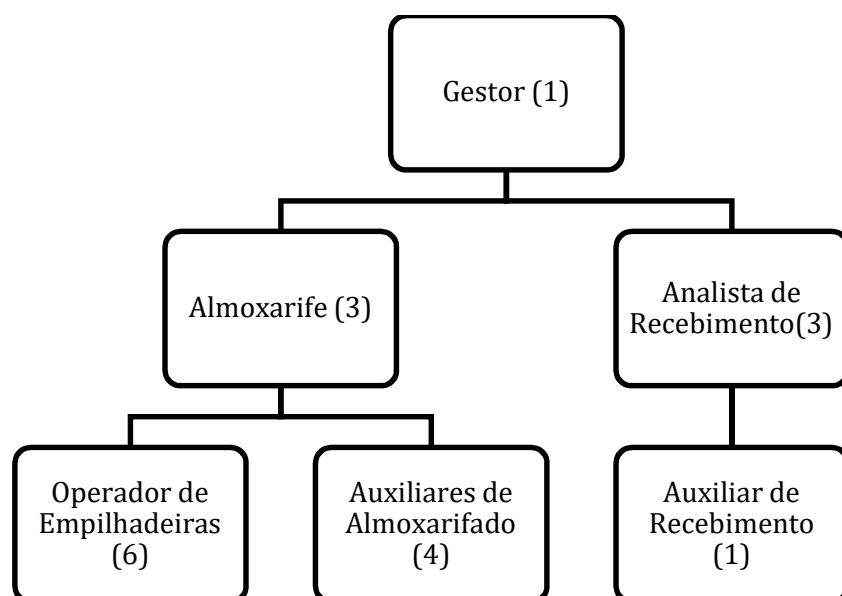 Gestor (1)
Almoxarife (3)
Analista de
Recebimento(3)
Operador de
Empilhadeiras
(6)
Auxiliares de
Almoxarifado
(4)
Auxiliar de
Recebimento
(1)